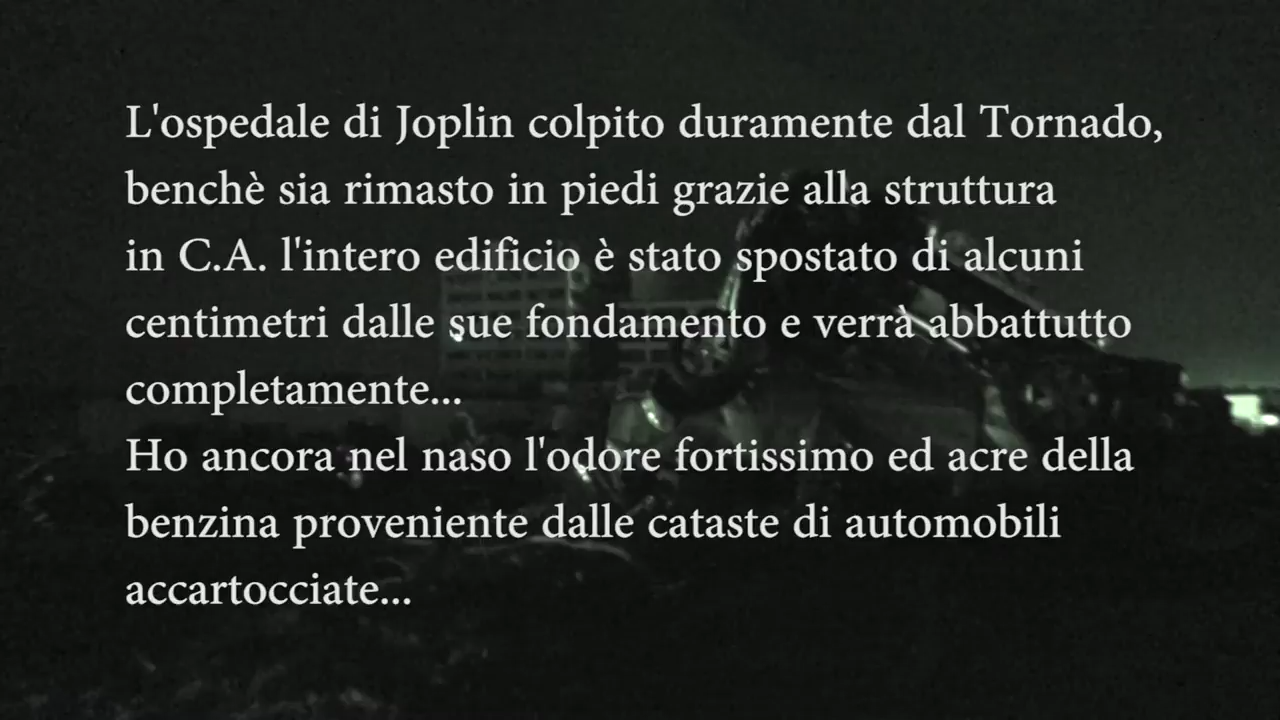 L'ospedale di Joplin colpito duramente dal Tornado,
benchè sia rimasto in piedi grazie alla struttura
in C.A. l'intero edificio è stato spostato di alcuni
centimetri dalle sue fondamento e verrà abbattutto
completamente...
Ho ancora nel naso l'odore fortissimo ed acre della
benzina proveniente dalle cataste di automobili
accartocciate...